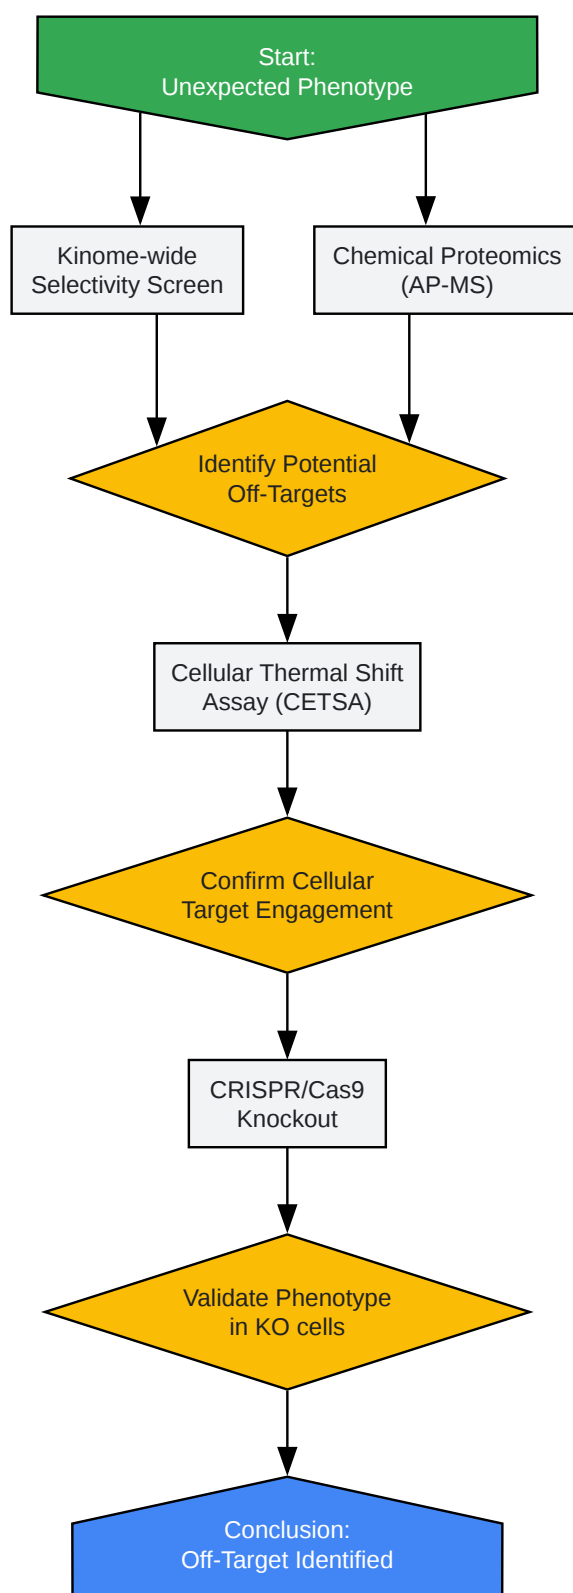 Start:
Unexpected Phenotype
Kinome-wide
Selectivity Screen
Chemical Proteomics
(AP-MS)
Identify Potential
Off-Targets
Cellular Thermal Shift
Assay (CETSA)
Confirm Cellular
Target Engagement
CRISPR/Cas9
Knockout
Validate Phenotype
in KO cells
Conclusion:
Off-Target Identified